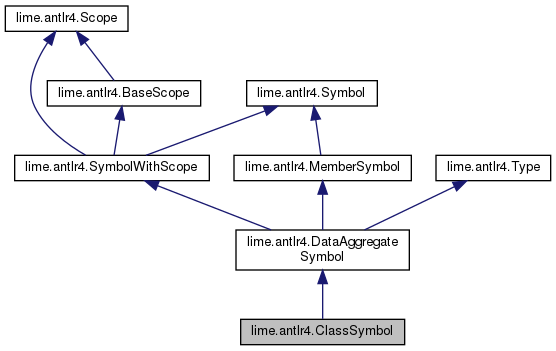 lime.antlr4.Scope
lime.antlr4.BaseScope
lime.antlr4.Symbol
lime.antlr4.SymbolWithScope
lime.antlr4.MemberSymbol
lime.antlr4.Type
lime.antlr4.DataAggregate
Symbol
lime.antlr4.ClassSymbol